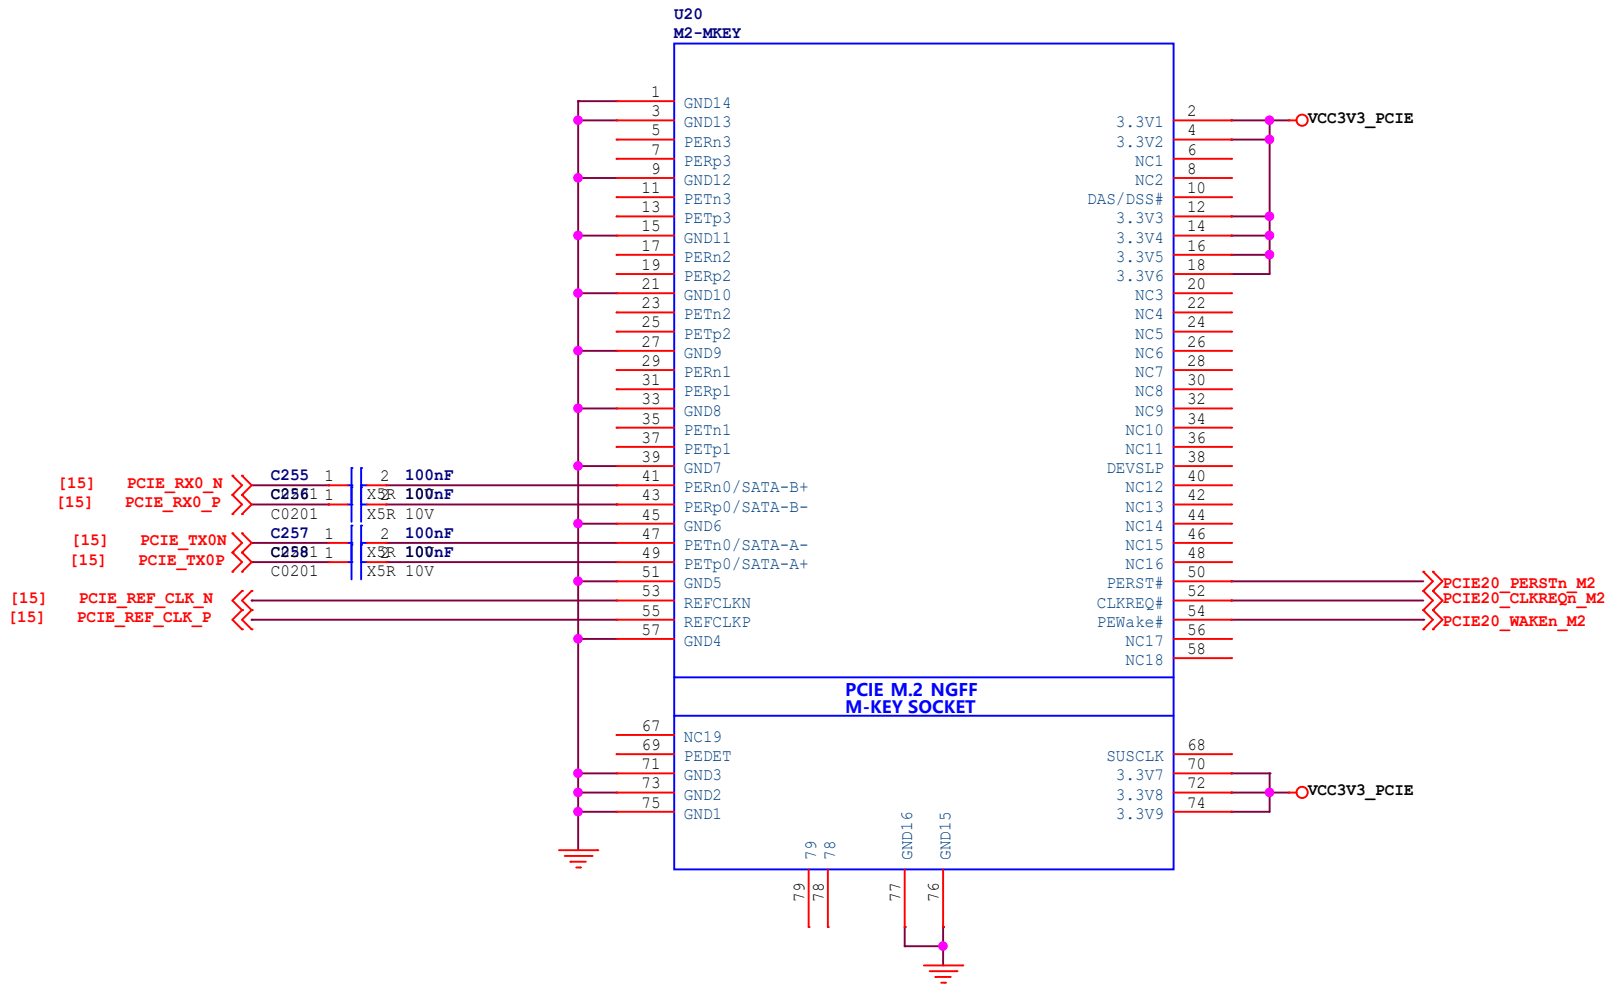 U20
M2-MKEY
1 GND14
3 GND13
5 PERn3
7 PERp3
9 GND12
11 PETn3
13 PETp3
15 GND11
17 PERn2
19 PERp2
21 GND10
23 PETn2
25 PETp2
27 GND9
29 PERn1
31 PERp1
33 GND8
35 PETn1
37 PETp1
39 GND7
[15] PCIE_RX0_N C255 1 2 100nF 41 PERn0/SATA-B+
X5R
[15] PCIE_RX0_P C256 1 2 100nF 43 PERp0/SATA-B-
C0201 X5R 10V
45 GND6
[15] PCIE_TX0N C257 1 2 100nF 47 PETn0/SATA-A-
X5R
[15] PCIE_TX0P C258 1 2 100nF 49 PETp0/SATA-A+
C0201 X5R 10V
51 GND5
[15] PCIE_REF_CLK_N 53 REFCLKN
[15] PCIE_REF_CLK_P 55 REFCLKP
57 GND4
3.3V1 2 VCC3V3_PCIE
3.3V2 4
NC1 6
NC2 8
DAS/DSS# 10
3.3V3 12
3.3V4 14
3.3V5 16
3.3V6 18
NC3 20
NC4 22
NC5 24
NC6 26
NC7 28
NC8 30
NC9 32
NC10 34
NC11 36
DEVSLP 38
NC12 40
NC13 42
NC14 44
NC15 46
NC16 48
PERST# 50 PCIE20_PERSTn_M2
CLKREQ# 52 PCIE20_CLKREQn_M2
PEWake# 54 PCIE20_WAKEn_M2
NC17 56
NC18 58
PCIE M.2 NGFF
M-KEY SOCKET
67 NC19
69 PEDET
71 GND3
73 GND2
75 GND1
SUSCLK 68
3.3V7 70
3.3V8 72 VCC3V3_PCIE
3.3V9 74
79 78 GND16 GND15
79 78 77 76